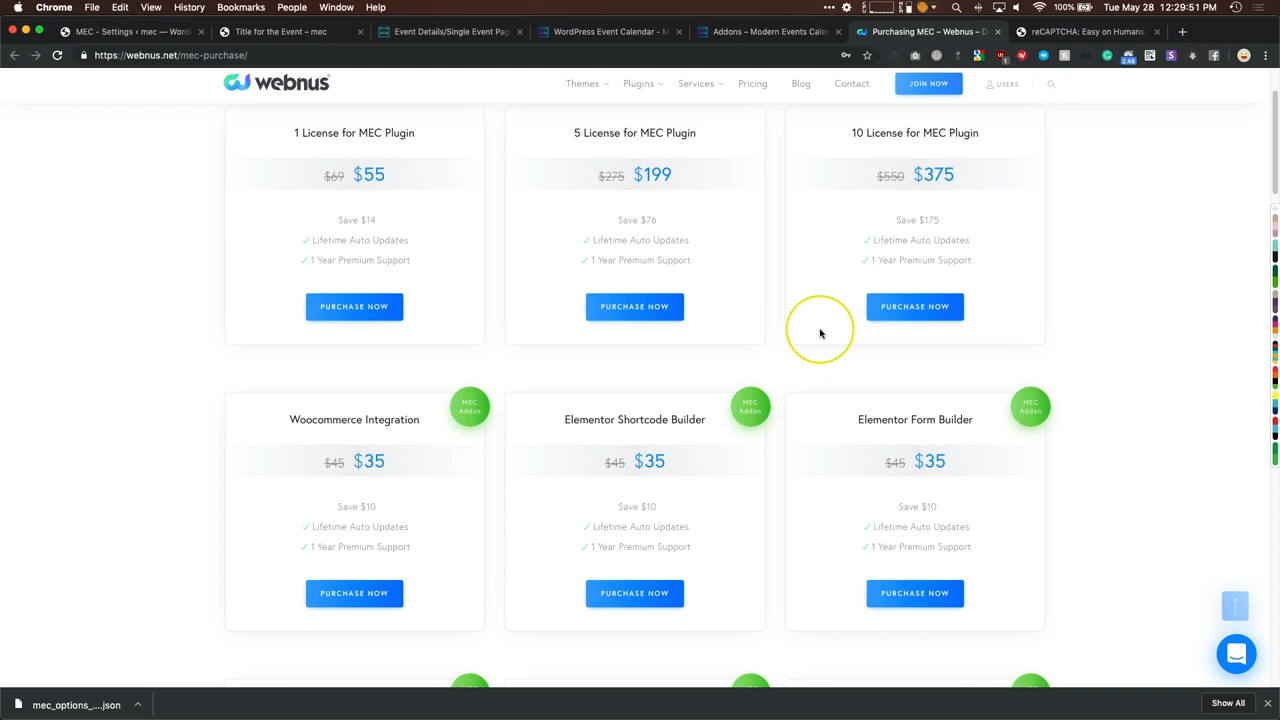 Chrome File Edit View History Bookmarks People Window Help
100% Tue May 28 12:29:51 PM
MEC - Settings ‹ mec — Word
Title for the Event – mec
Event Details/Single Event Pag
WordPress Event Calendar - M
Addons – Modern Events Cale
Purchasing MEC – Webnus – D
reCAPTCHA: Easy on Humans,
https://webnus.net/mec-purchase/
2.48
webnus
Themes Plugins Services Pricing Blog Contact JOIN NOW USERS
1 License for MEC Plugin
$69 $55
Save $14
✓ Lifetime Auto Updates
✓ 1 Year Premium Support
PURCHASE NOW
5 License for MEC Plugin
$275 $199
Save $76
✓ Lifetime Auto Updates
✓ 1 Year Premium Support
PURCHASE NOW
10 License for MEC Plugin
$550 $375
Save $175
✓ Lifetime Auto Updates
✓ 1 Year Premium Support
PURCHASE NOW
MEC
Addon
Woocommerce Integration
$45 $35
Save $10
✓ Lifetime Auto Updates
✓ 1 Year Premium Support
PURCHASE NOW
MEC
Addon
Elementor Shortcode Builder
$45 $35
Save $10
✓ Lifetime Auto Updates
✓ 1 Year Premium Support
PURCHASE NOW
MEC
Addon
Elementor Form Builder
$45 $35
Save $10
✓ Lifetime Auto Updates
✓ 1 Year Premium Support
PURCHASE NOW
mec_options_....json
Show All